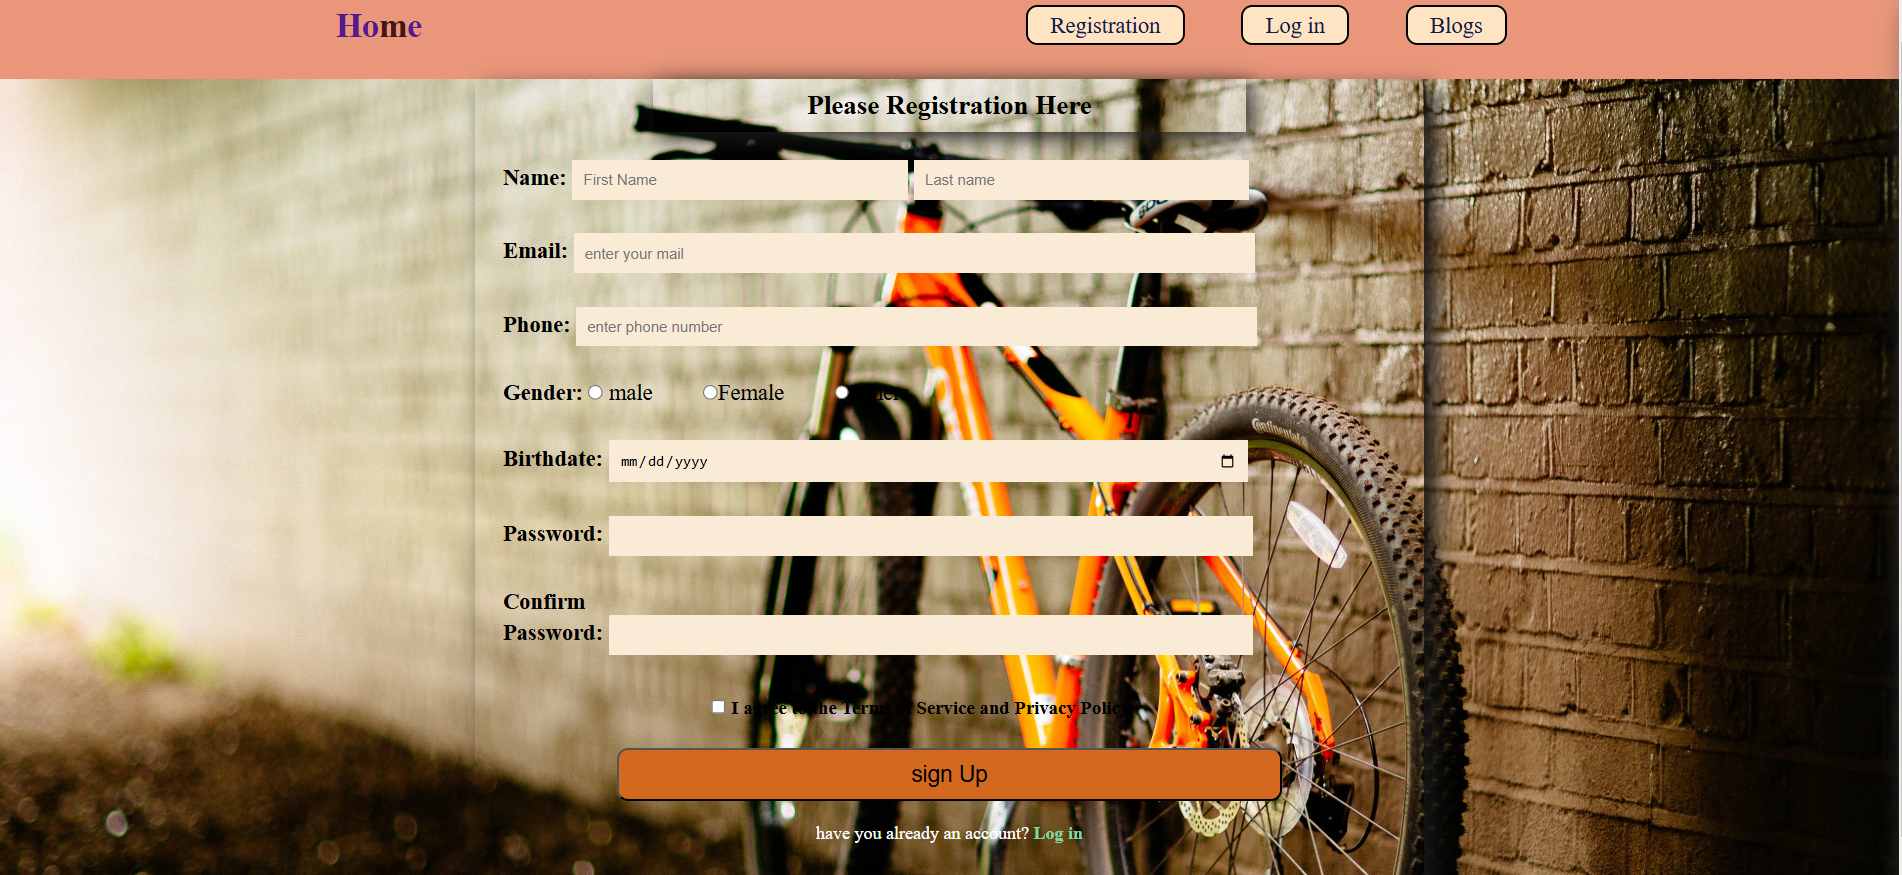 Home
Registration
Log in
Blogs
Please Registration Here
Name:
First Name
Last name
Email:
enter your mail
Phone:
enter phone number
Gender: male Female
Birthdate:
mm/dd/yyyy
Password:
Confirm
Password:
I agree to the Terms of Service and Privacy Policy
sign Up
have you already an account? Log in
Continental